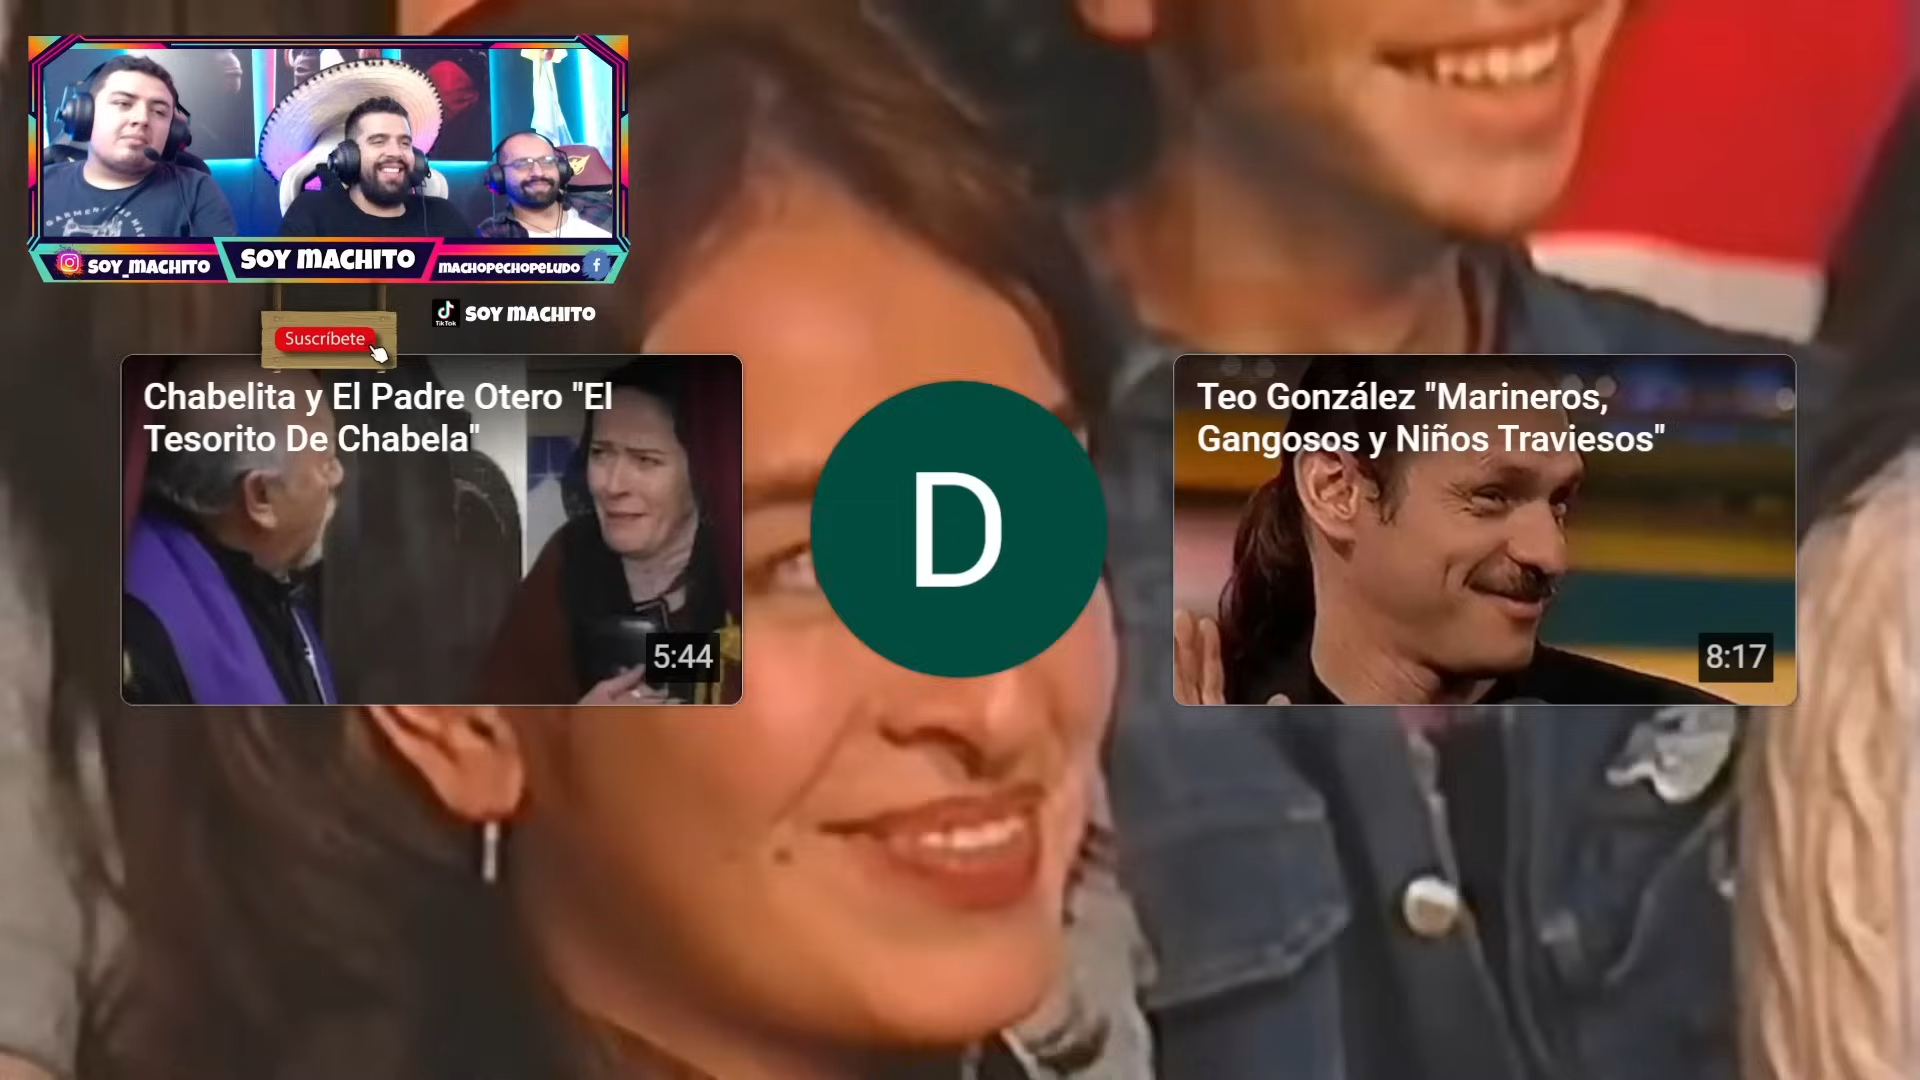 SOY_MACHITO
SOY MACHITO
MACHOPECHOPELUDO
f
TikTok
SOY MACHITO
Suscríbete
Chabelita y El Padre Otero "El
Tesorito De Chabela"
5:44
D
Teo González "Marineros,
Gangosos y Niños Traviesos"
8:17